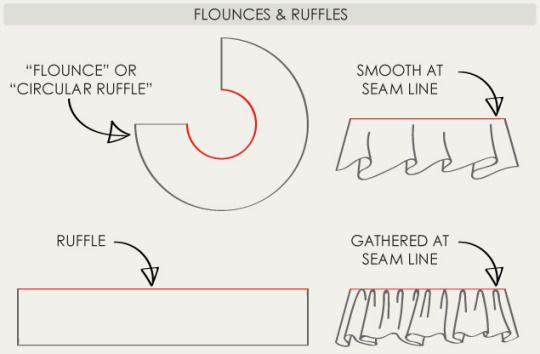 FLOUNCES & RUFFLES
“FLOUNCE” OR
“CIRCULAR RUFFLE”
SMOOTH AT
SEAM LINE
RUFFLE
GATHERED AT
SEAM LINE